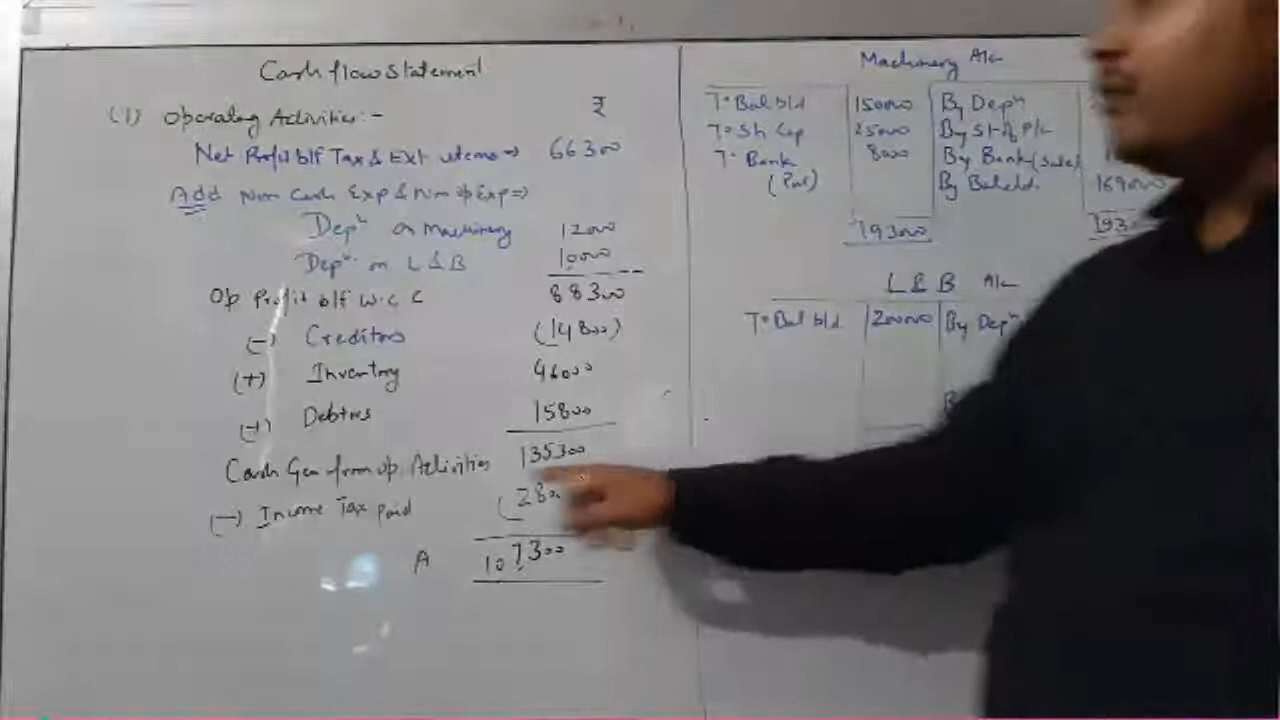 Cash flow Statement
(1) Operating Activities:-
₹
Net Profit b/f Tax & Ext items ⇒ 66300
Add Non Cash Exp & Non Op Exp ⇒
Depⁿ on Machinery 12000
Depⁿ on L & B 10000
Op Profit b/f W.C C 88300
(-) Creditors (14800)
(+) Inventory 46000
Debtors 15800
Cash Gen from Op. Activities 135300
(-) Income Tax paid (280
A 107300
Machinery A/c
To Bal b/d 150000 By Depⁿ
To Sh Cap 25000 By St of P/L
To Bank 8000 By Bank (Sale)
(Pur) By Bal c/d. 169000
193000 193
L & B A/c
To Bal b/d 200000 By Depⁿ
B